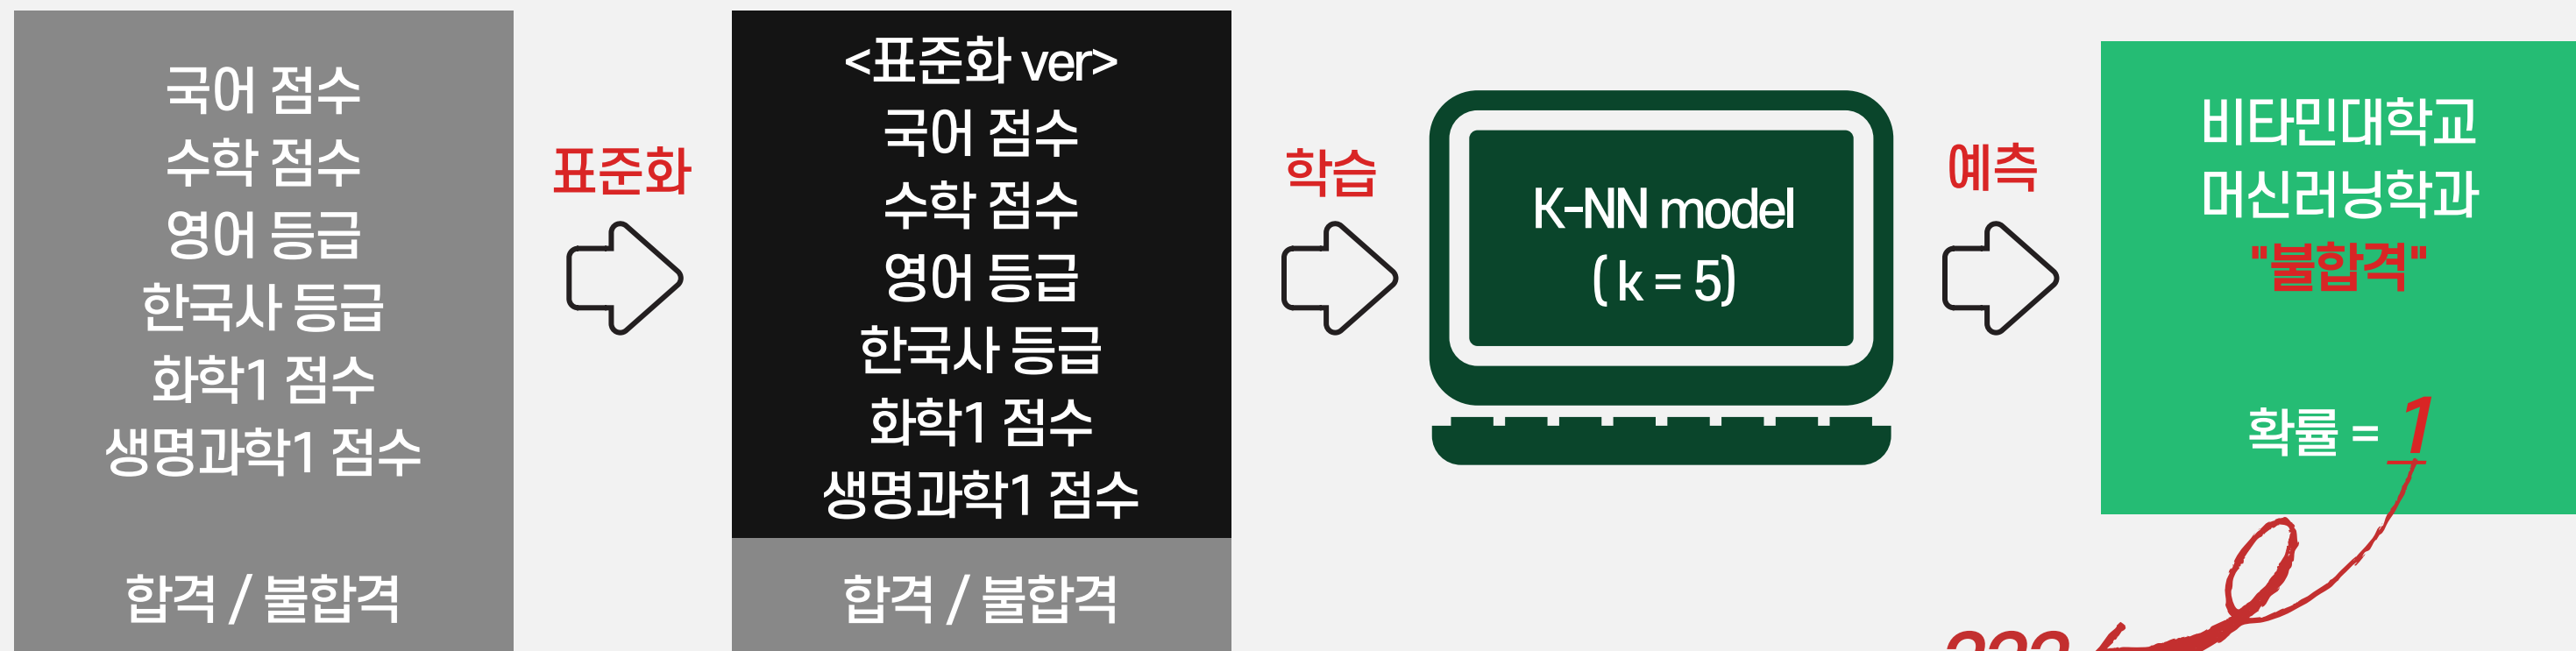 국어 점수
수학 점수
영어 등급
한국사 등급
화학1 점수
생명과학1 점수
합격 / 불합격
표준화
<표준화 ver>
국어 점수
수학 점수
영어 등급
한국사 등급
화학1 점수
생명과학1 점수
합격 / 불합격
학습
K-NN model
( k = 5)
예측
비타민대학교
머신러닝학과
"불합격"
확률 = 1